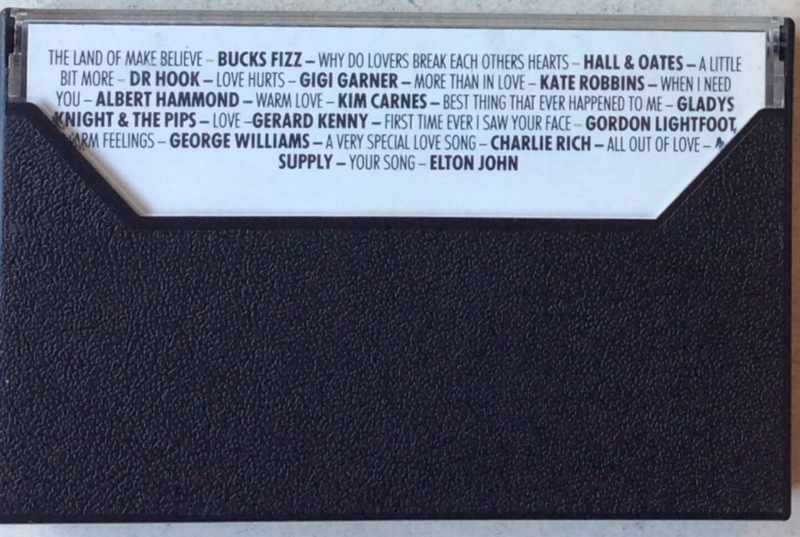 THE LAND OF MAKE BELIEVE – BUCKS FIZZ – WHY DO LOVERS BREAK EACH OTHERS HEARTS – HALL & OATES – A LITTLE
BIT MORE – DR HOOK – LOVE HURTS – GIGI GARNER – MORE THAN IN LOVE – KATE ROBBINS – WHEN I NEED
YOU – ALBERT HAMMOND – WARM LOVE – KIM CARNES – BEST THING THAT EVER HAPPENED TO ME – GLADYS
KNIGHT & THE PIPS – LOVE – GERARD KENNY – FIRST TIME EVER I SAW YOUR FACE – GORDON LIGHTFOOT,
FEELINGS – GEORGE WILLIAMS – A VERY SPECIAL LOVE SONG – CHARLIE RICH – ALL OUT OF LOVE –
SUPPLY – YOUR SONG – ELTON JOHN